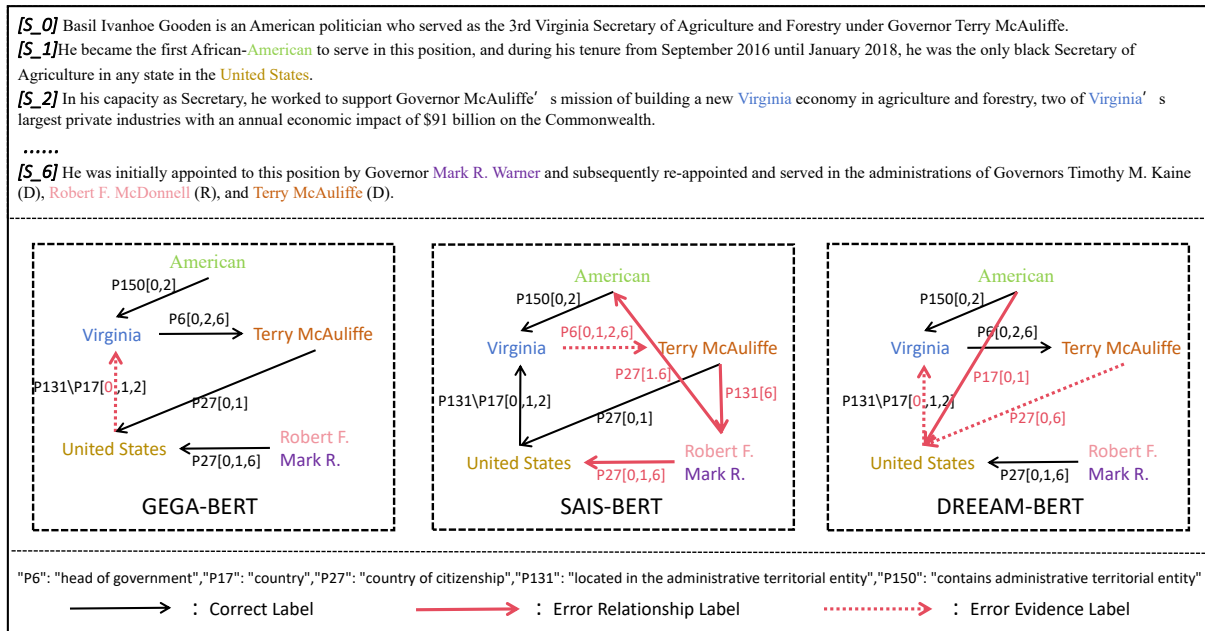 [S_0] Basil Ivanhoe Gooden is an American politician who served as the 3rd Virginia Secretary of Agriculture and Forestry under Governor Terry McAuliffe.
[S_1]He became the first African-American to serve in this position, and during his tenure from September 2016 until January 2018, he was the only black Secretary of
Agriculture in any state in the United States.
[S_2] In his capacity as Secretary, he worked to support Governor McAuliffe's mission of building a new Virginia economy in agriculture and forestry, two of Virginia's
largest private industries with an annual economic impact of $91 billion on the Commonwealth.
......
[S_6] He was initially appointed to this position by Governor Mark R. Warner and subsequently re-appointed and served in the administrations of Governors Timothy M. Kaine
(D), Robert F. McDonnell (R), and Terry McAuliffe (D).
American
P150[0,2]
P6[0,2,6]
Virginia
Terry McAuliffe
P131\P17[0,1,2]
P27[0,1]
United States
Robert F.
P27[0,1,6]
Mark R.
GEGA-BERT
American
P150[0,2]
P6[0,1,2,6]
Virginia
Terry McAuliffe
P27[1.6]
P131[6]
P131\P17[0,1,2]
P27[0,1]
United States
Robert F.
P27[0,1,6]
Mark R.
SAIS-BERT
American
P150[0,2]
P6[0,2,6]
Virginia
Terry McAuliffe
P17[0,1]
P131\P17[0,1,2]
P27[0,6]
United States
Robert F.
P27[0,1,6]
Mark R.
DREEAM-BERT
"P6": "head of government","P17": "country","P27": "country of citizenship","P131": "located in the administrative territorial entity","P150": "contains administrative territorial entity"
: Correct Label
: Error Relationship Label
: Error Evidence Label